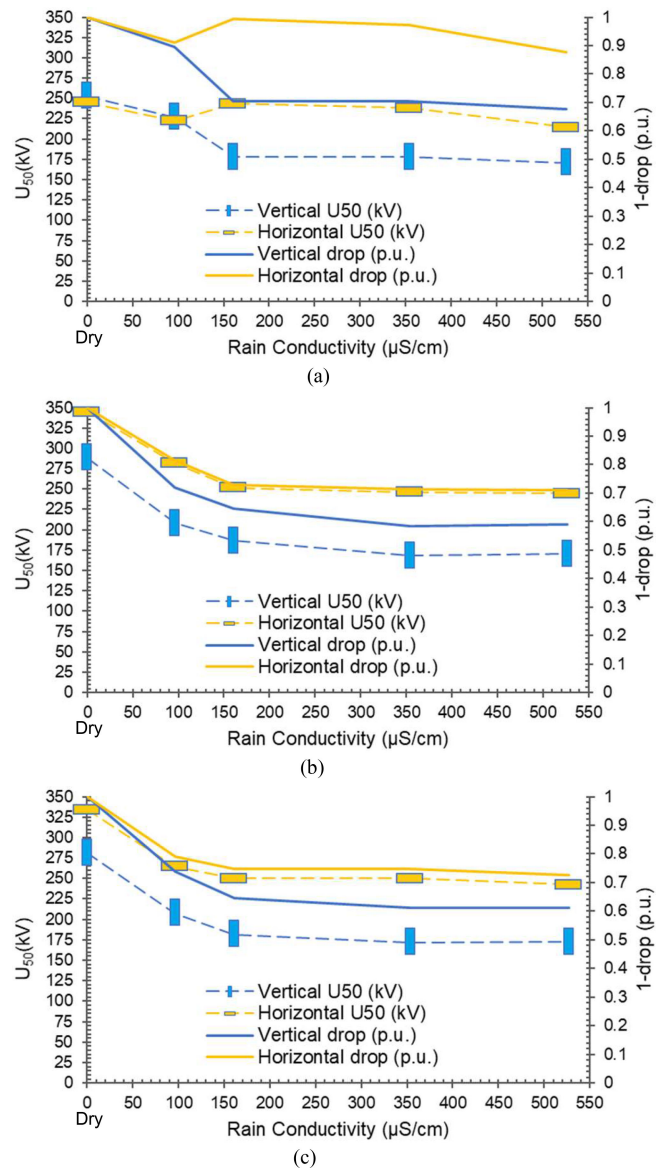 350
325
300
275
250
225
200
175
150
125
100
75
50
25
0
U50(kV)
1
0.9
0.8
0.7
0.6
0.5
0.4
0.3
0.2
0.1
0
1-drop (p.u.)
Vertical U50 (kV)
Horizontal U50 (kV)
Vertical drop (p.u.)
Horizontal drop (p.u.)
0 50 100 150 200 250 300 350 400 450 500 550
Dry
Rain Conductivity (µS/cm)
(a)
350
325
300
275
250
225
200
175
150
125
100
75
50
25
0
U50(kV)
1
0.9
0.8
0.7
0.6
0.5
0.4
0.3
0.2
0.1
0
1-drop (p.u.)
Vertical U50 (kV)
Horizontal U50 (kV)
Vertical drop (p.u.)
Horizontal drop (p.u.)
0 50 100 150 200 250 300 350 400 450 500 550
Dry
Rain Conductivity (µS/cm)
(b)
350
325
300
275
250
225
200
175
150
125
100
75
50
25
0
U50(kV)
1
0.9
0.8
0.7
0.6
0.5
0.4
0.3
0.2
0.1
0
1-drop (p.u.)
Vertical U50 (kV)
Horizontal U50 (kV)
Vertical drop (p.u.)
Horizontal drop (p.u.)
0 50 100 150 200 250 300 350 400 450 500 550
Dry
Rain Conductivity (µS/cm)
(c)